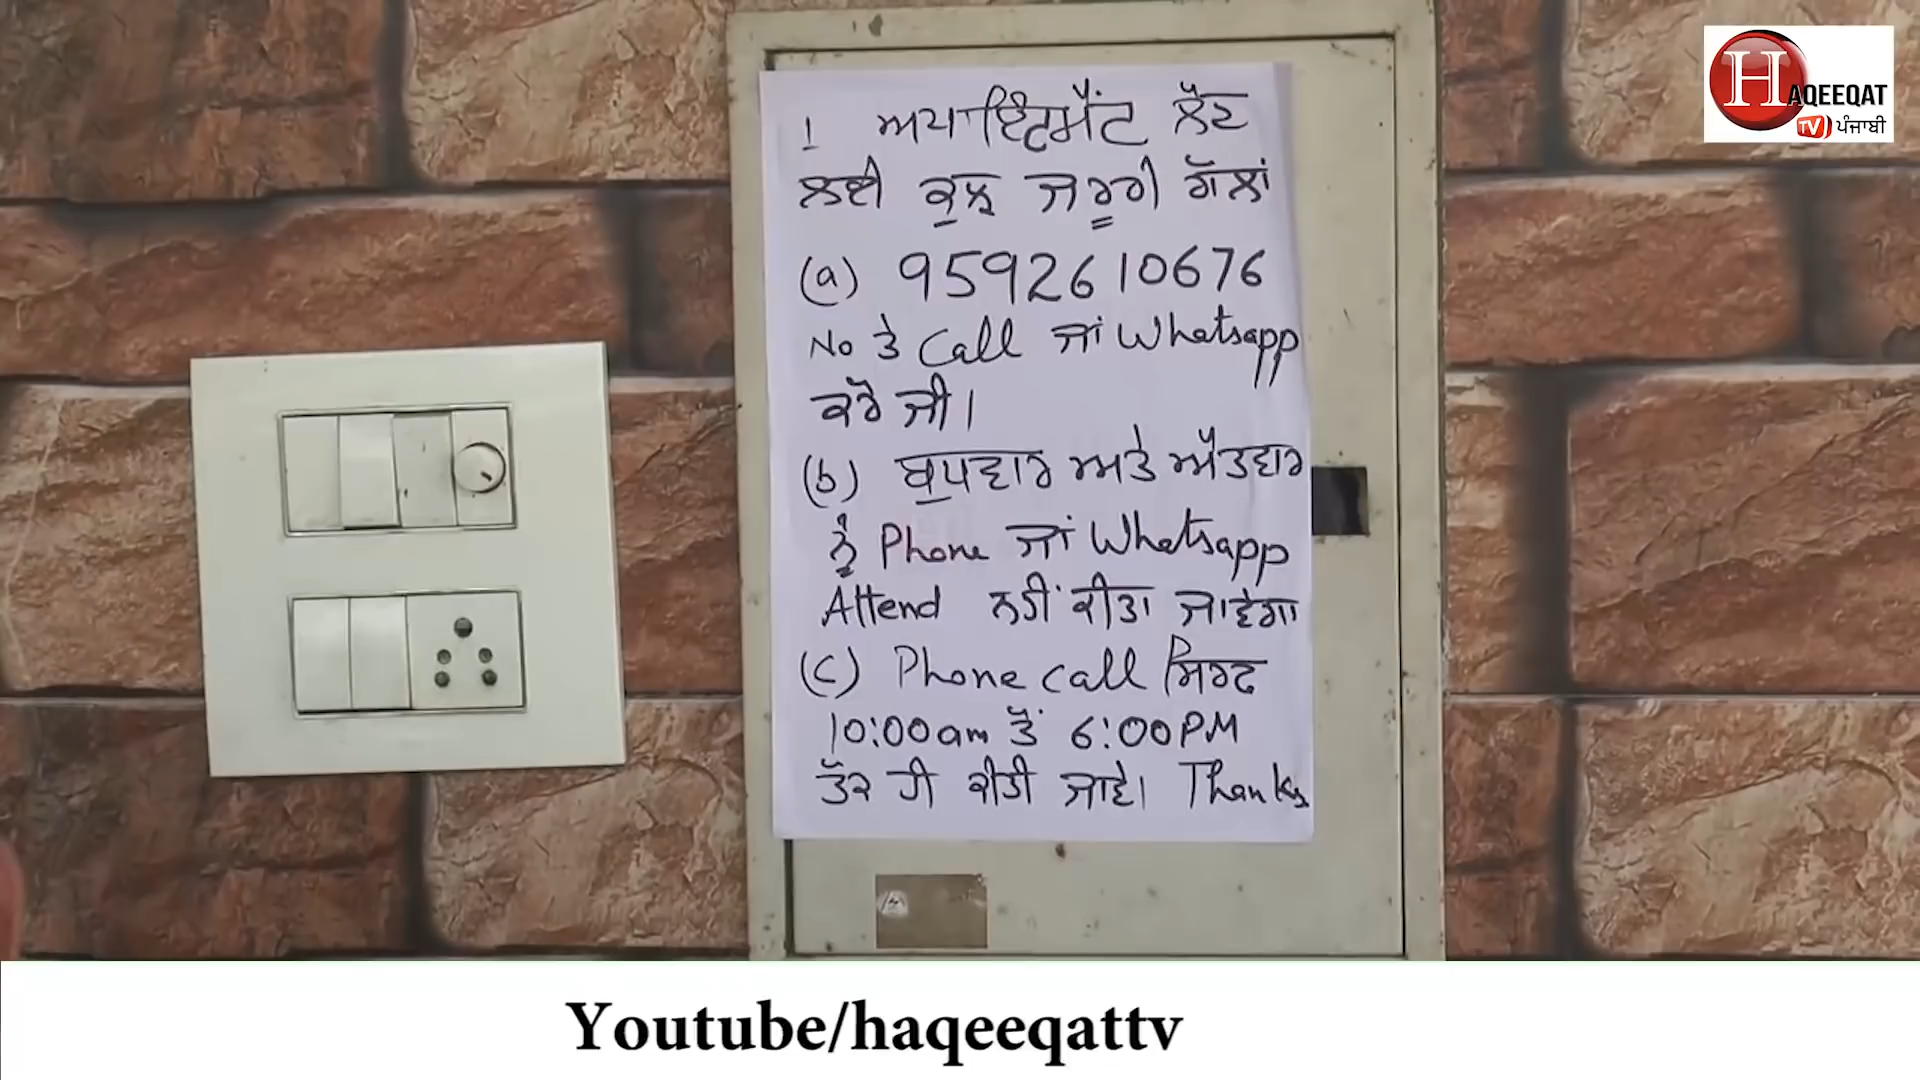 HAQEEQAT
TV ਪੰਜਾਬੀ
1 ਅਪਾਇੰਟਮੈਂਟ ਲੈਣ
ਲਈ ਕੁਝ ਜਰੂਰੀ ਗੱਲਾਂ
(a) 9592610676
No ਤੇ Call ਜਾਂ Whatsapp
ਕਰੋ ਜੀ।
(b) ਬੁਧਵਾਰ ਅਤੇ ਐਤਵਾਰ
ਨੂੰ Phone ਜਾਂ Whatsapp
Attend ਨਹੀਂ ਕੀਤਾ ਜਾਵੇਗਾ
(c) Phone call ਸਿਰਫ
10:00am ਤੋਂ 6:00PM
ਤੱਕ ਹੀ ਕੀਤੀ ਜਾਵੇ। Thanks
Youtube/haqeeqattv